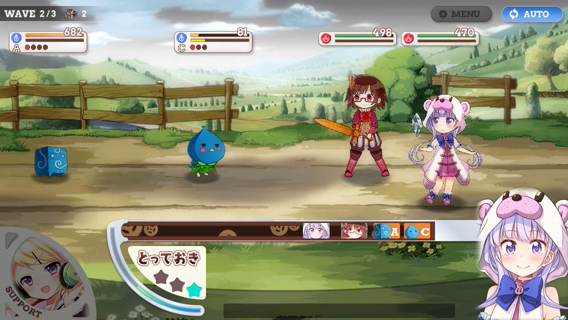 WAVE 2/3 2
MENU
AUTO
682
A
81
C
498
470
A
C
とっておき
SUPPORT